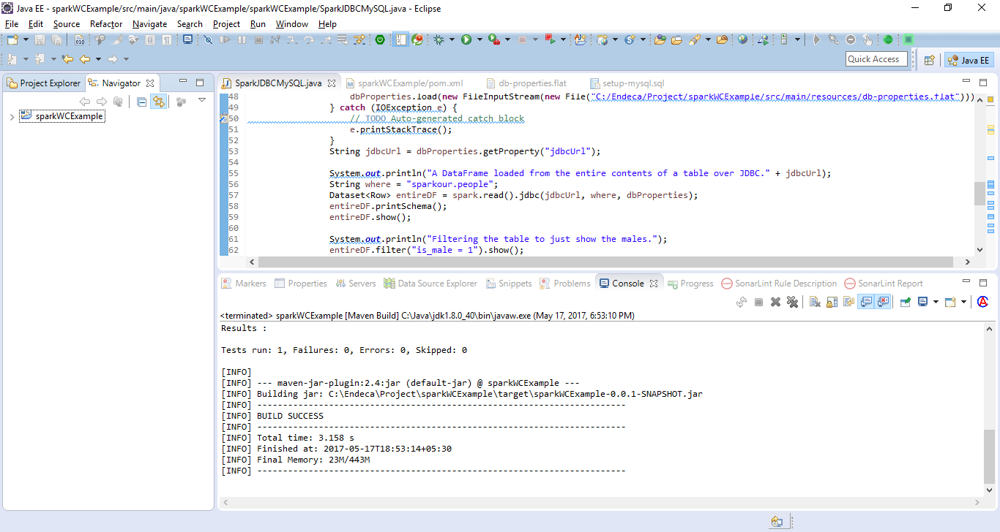 Java EE - sparkWCExample/src/main/java/sparkWCExample/sparkWCExample/SparkJDBCMySQL.java - Eclipse
File Edit Source Refactor Navigate Search Project Run Window Help
Quick Access
Java EE
Project Explorer
Navigator
sparkWCExample
SparkJDBCMySQL.java
sparkWCExample/pom.xml
db-properties.flat
setup-mysql.sql
48 dbProperties.load(new FileInputStream(new File("C:/Endeca/Project/sparkWCExample/src/main/resources/db-properties.flat")))
49 } catch (IOException e) {
50 // TODO Auto-generated catch block
51 e.printStackTrace();
52 }
53 String jdbcUrl = dbProperties.getProperty("jdbcUrl");
54
55 System.out.println("A DataFrame loaded from the entire contents of a table over JDBC." + jdbcUrl);
56 String where = "sparkour.people";
57 Dataset<Row> entireDF = spark.read().jdbc(jdbcUrl, where, dbProperties);
58 entireDF.printSchema();
59 entireDF.show();
60
61 System.out.println("Filtering the table to just show the males.");
62 entireDF.filter("is_male = 1").show();
Markers
Properties
Servers
Data Source Explorer
Snippets
Problems
Console
Progress
SonarLint Rule Description
SonarLint Report
<terminated> sparkWCExample [Maven Build] C:\Java\jdk1.8.0_40\bin\javaw.exe (May 17, 2017, 6:53:10 PM)
Results :
Tests run: 1, Failures: 0, Errors: 0, Skipped: 0
[INFO]
[INFO] --- maven-jar-plugin:2.4:jar (default-jar) @ sparkWCExample ---
[INFO] Building jar: C:\Endeca\Project\sparkWCExample\target\sparkWCExample-0.0.1-SNAPSHOT.jar
[INFO] ------------------------------------------------------------------------
[INFO] BUILD SUCCESS
[INFO] ------------------------------------------------------------------------
[INFO] Total time: 3.158 s
[INFO] Finished at: 2017-05-17T18:53:14+05:30
[INFO] Final Memory: 23M/443M
[INFO] ------------------------------------------------------------------------